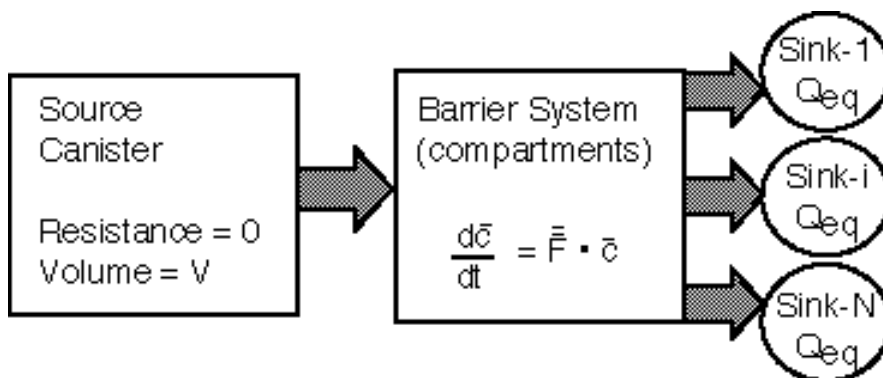 Source
Canister
Resistance = 0
Volume = V
Barrier System
(compartments)
dc̄
dt
= F̿ · c̄
Sink-1
Qeq
Sink-i
Qeq
Sink-N
Qeq